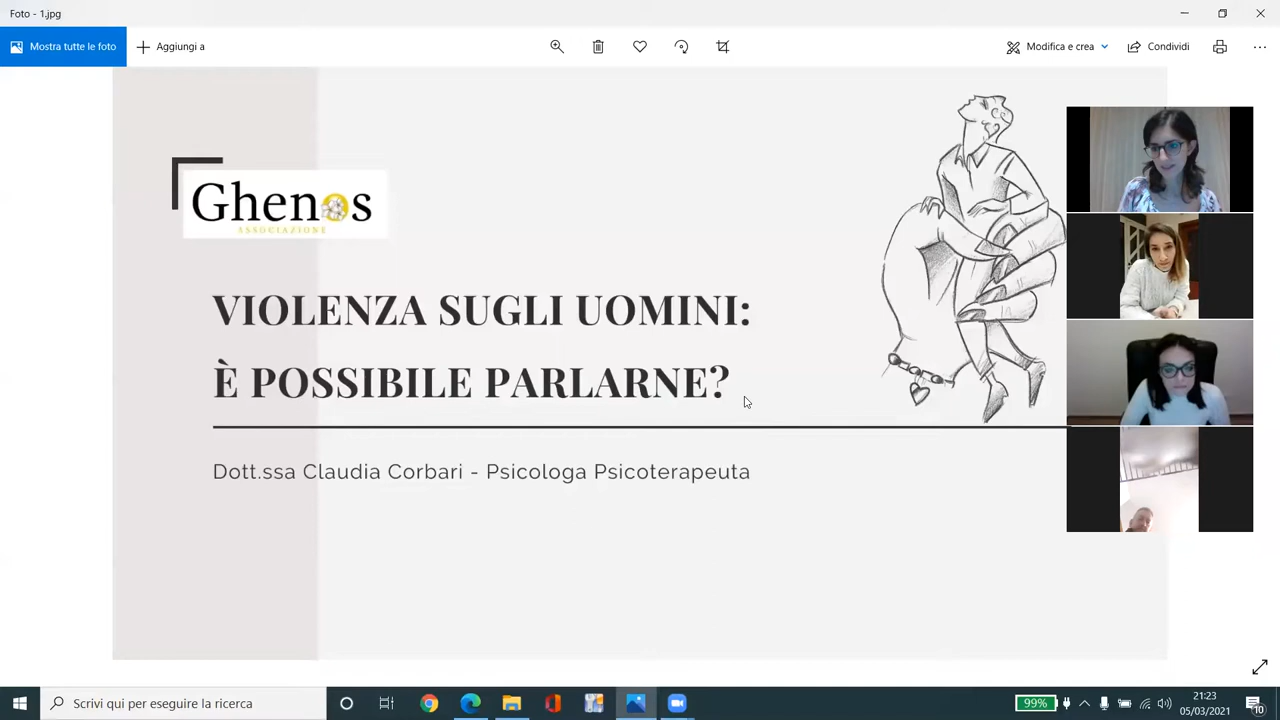 Foto - 1.jpg
Mostra tutte le foto
Aggiungi a
Modifica e crea
Condividi
Ghenos
ASSOCIAZIONE
VIOLENZA SUGLI UOMINI:
È POSSIBILE PARLARNE?
Dott.ssa Claudia Corbari - Psicologa Psicoterapeuta
Scrivi qui per eseguire la ricerca
99%
21:23
05/03/2021
10